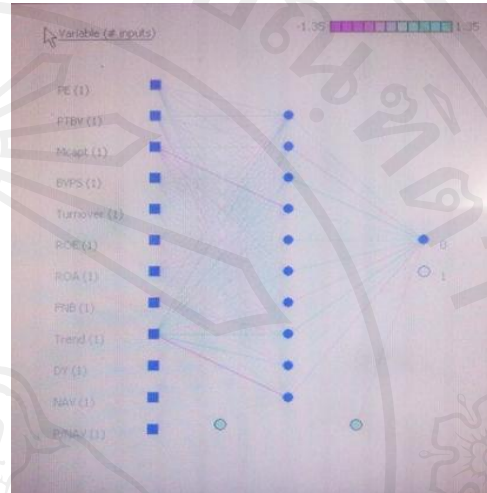 Variable (# inputs)
-1.35 1.35
PE (1)
PTBV (1)
Mcapt (1)
BVPS (1)
Turnover (1)
ROE (1)
ROA (1)
PNB (1)
Trend (1)
DY (1)
NAV (1)
P/NAV (1)
0
1